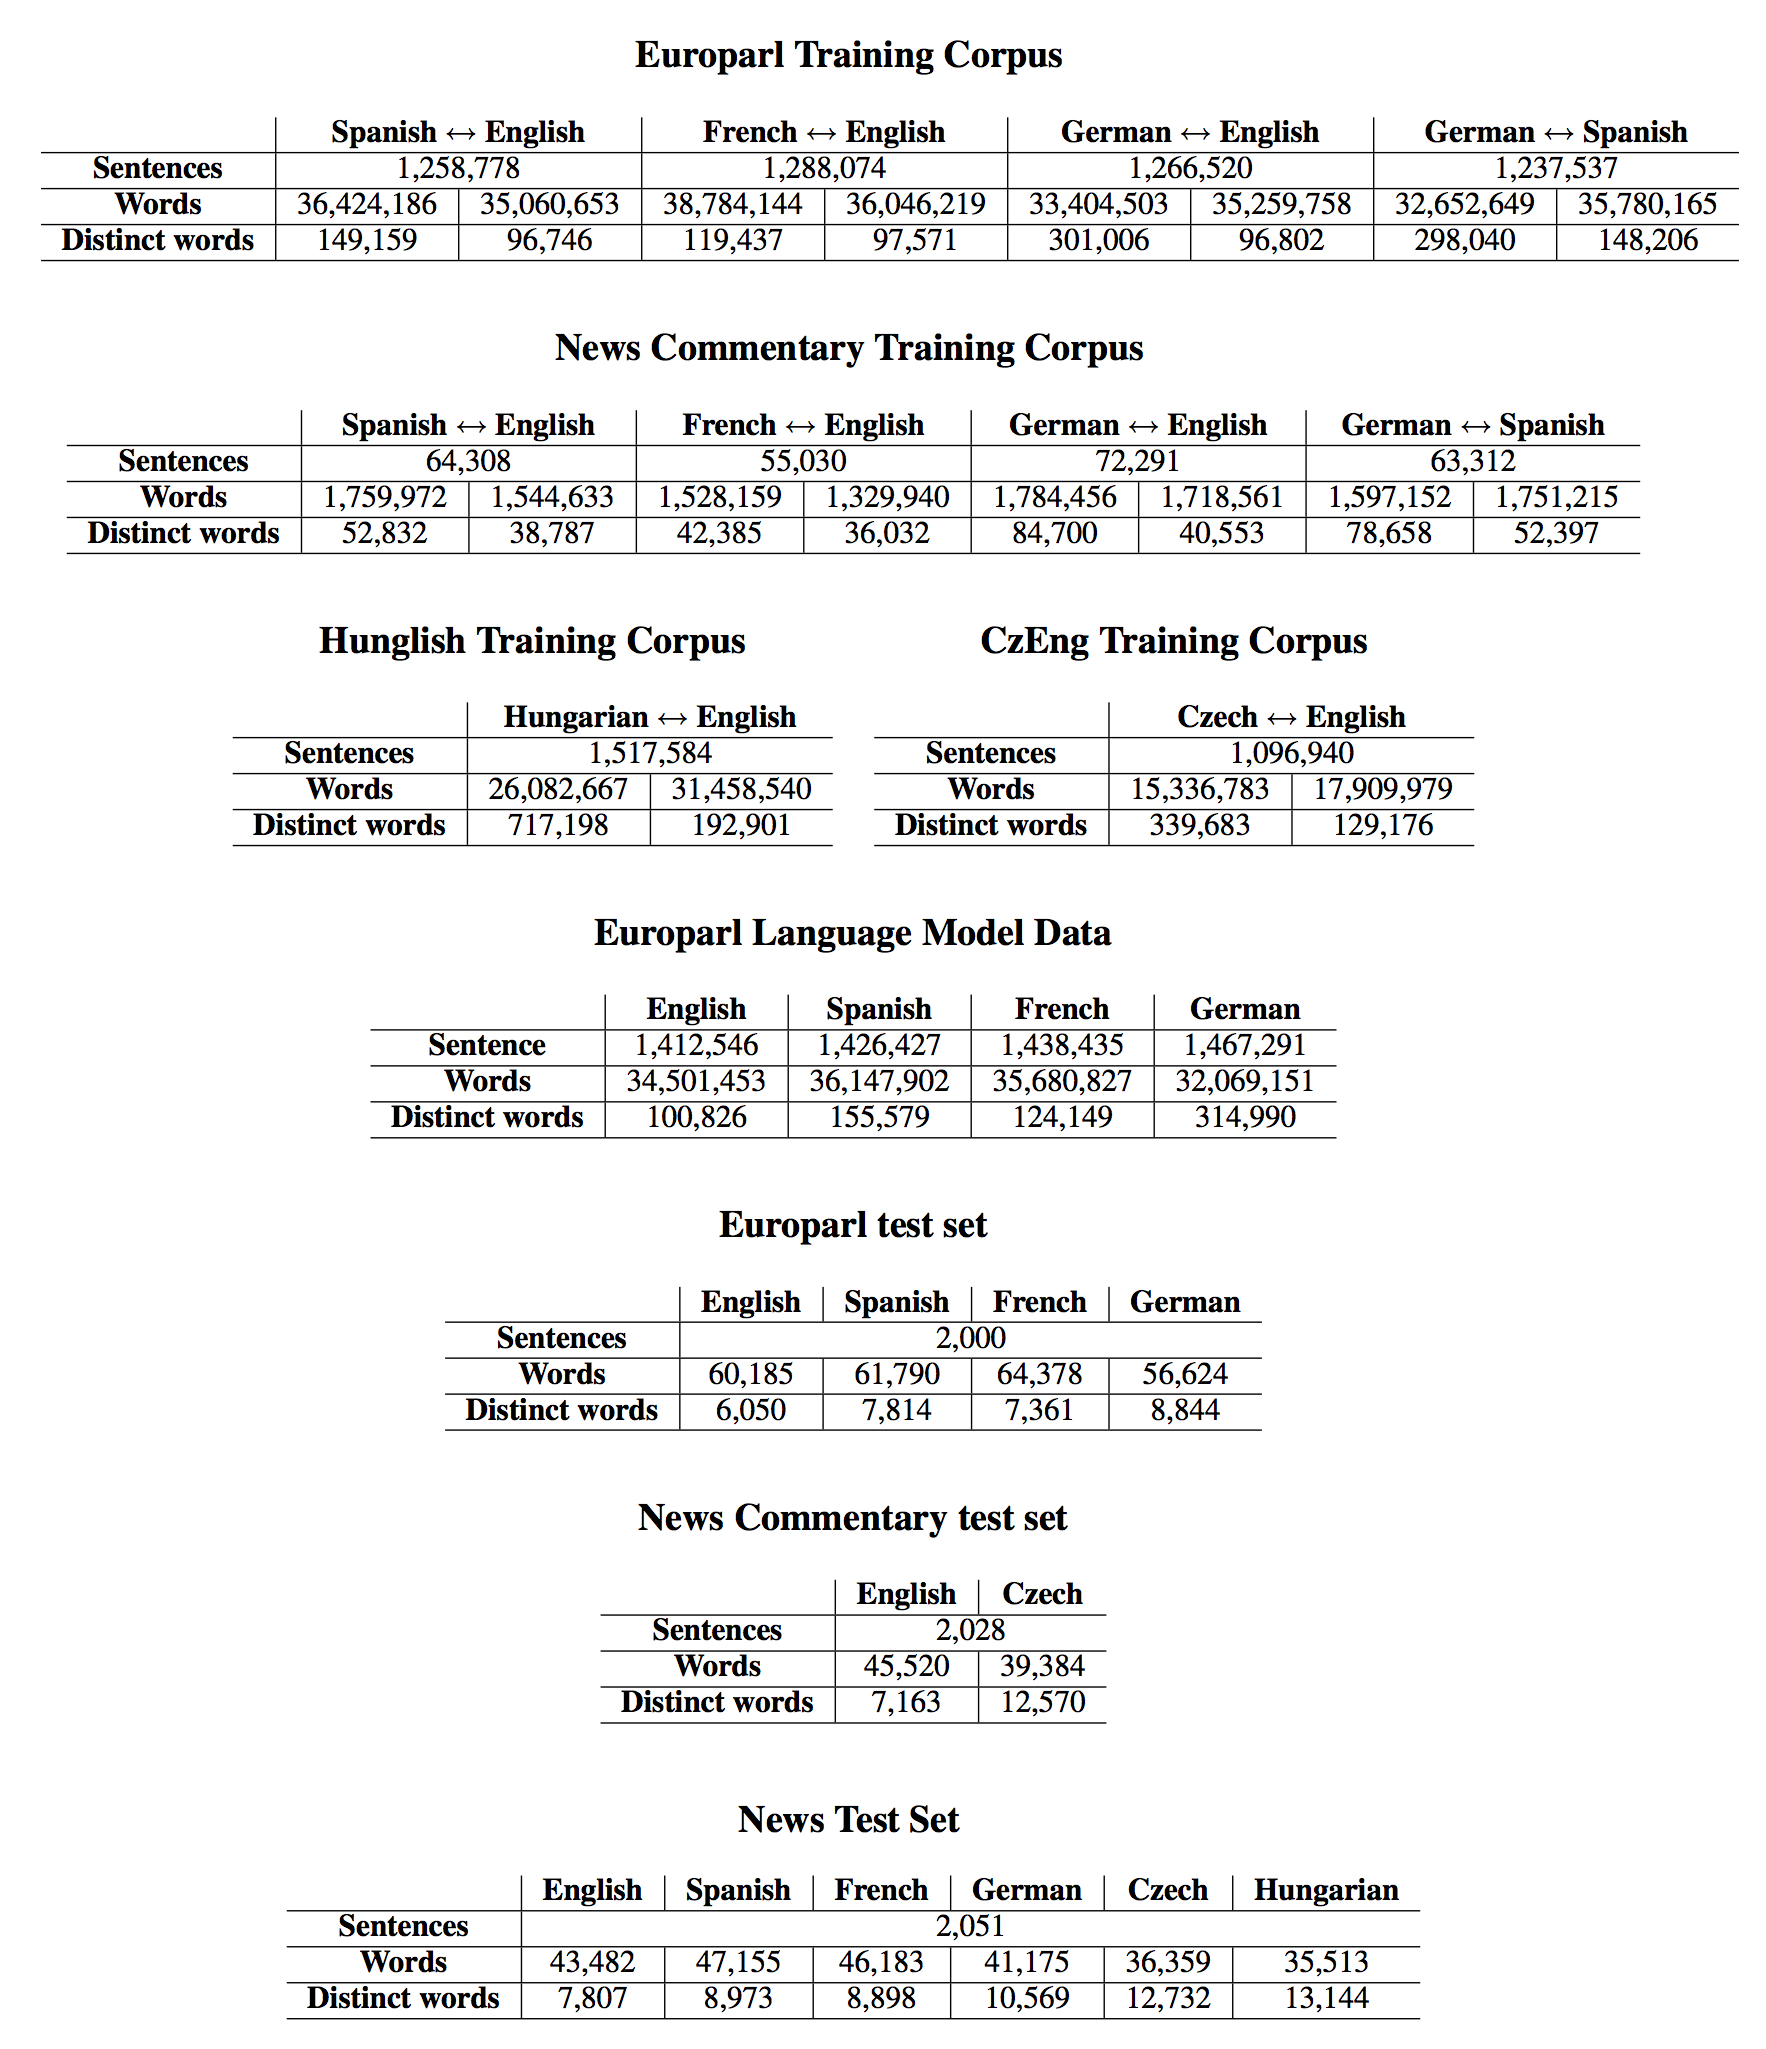 Europarl Training Corpus
Spanish ↔ English French ↔ English German ↔ English German ↔ Spanish
Sentences 1,258,778 1,288,074 1,266,520 1,237,537
Words 36,424,186 35,060,653 38,784,144 36,046,219 33,404,503 35,259,758 32,652,649 35,780,165
Distinct words 149,159 96,746 119,437 97,571 301,006 96,802 298,040 148,206
News Commentary Training Corpus
Spanish ↔ English French ↔ English German ↔ English German ↔ Spanish
Sentences 64,308 55,030 72,291 63,312
Words 1,759,972 1,544,633 1,528,159 1,329,940 1,784,456 1,718,561 1,597,152 1,751,215
Distinct words 52,832 38,787 42,385 36,032 84,700 40,553 78,658 52,397
Hunglish Training Corpus
Hungarian ↔ English
Sentences 1,517,584
Words 26,082,667 31,458,540
Distinct words 717,198 192,901
CzEng Training Corpus
Czech ↔ English
Sentences 1,096,940
Words 15,336,783 17,909,979
Distinct words 339,683 129,176
Europarl Language Model Data
English Spanish French German
Sentence 1,412,546 1,426,427 1,438,435 1,467,291
Words 34,501,453 36,147,902 35,680,827 32,069,151
Distinct words 100,826 155,579 124,149 314,990
Europarl test set
English Spanish French German
Sentences 2,000
Words 60,185 61,790 64,378 56,624
Distinct words 6,050 7,814 7,361 8,844
News Commentary test set
English Czech
Sentences 2,028
Words 45,520 39,384
Distinct words 7,163 12,570
News Test Set
English Spanish French German Czech Hungarian
Sentences 2,051
Words 43,482 47,155 46,183 41,175 36,359 35,513
Distinct words 7,807 8,973 8,898 10,569 12,732 13,144